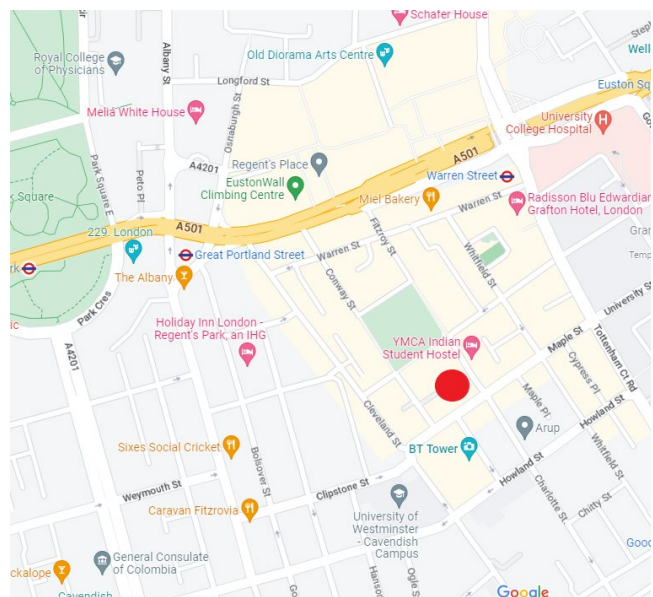 Schafer House
Royal College
of Physicians
Albany St
Old Diorama Arts Centre
Longford St
Euston Sq
Melia White House
Osnaburgh St
University
College Hospital
A501
A4201
Regent's Place
Warren Street
EustonWall
Climbing Centre
Park Square E
Peto Pl
Square
Miel Bakery
Warren St
Radisson Blu Edwardian
Grafton Hotel, London
A501
229. London
Fitzroy St
Great Portland Street
Whitfield St
The Albany
Conway St
Park Cres
University St
Holiday Inn London -
Regent's Park, an IHG
YMCA Indian
Student Hostel
Maple St
A4201
Tottenham Ct Rd
Cypress Pl
Cleveland St
Maple Pl.
Howland St
Sixes Social Cricket
Arup
BT Tower
Bolsover St
Whitfield St
Howland St
Weymouth St
Clipstone St
Charlotte St.
Caravan Fitzrovia
Chitty St
University of
Westminster
- Cavendish
Campus
General Consulate
of Colombia
Ogle St
Google